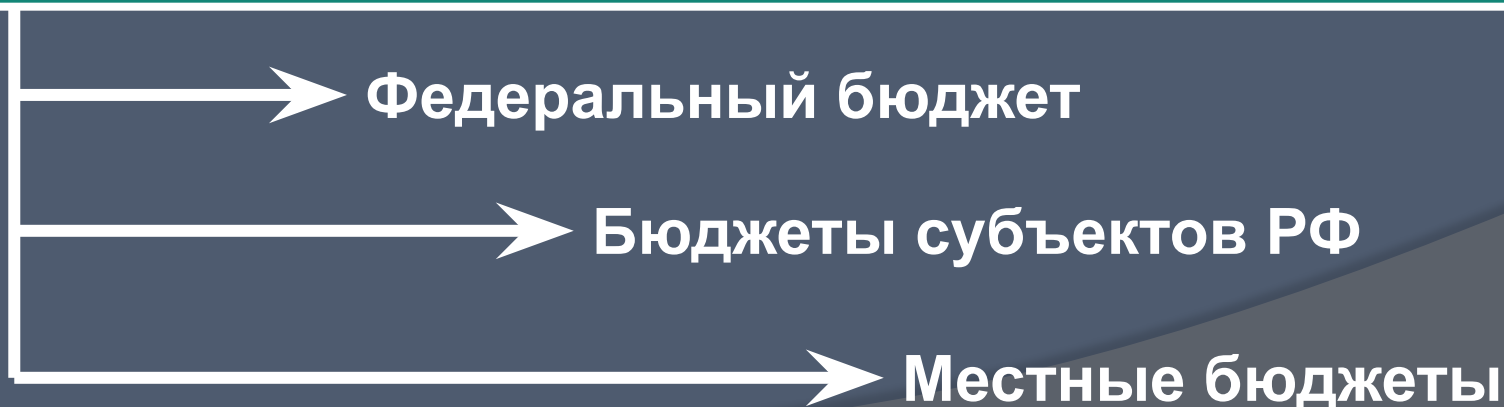 Федеральный бюджет
Бюджеты субъектов РФ
Местные бюджеты